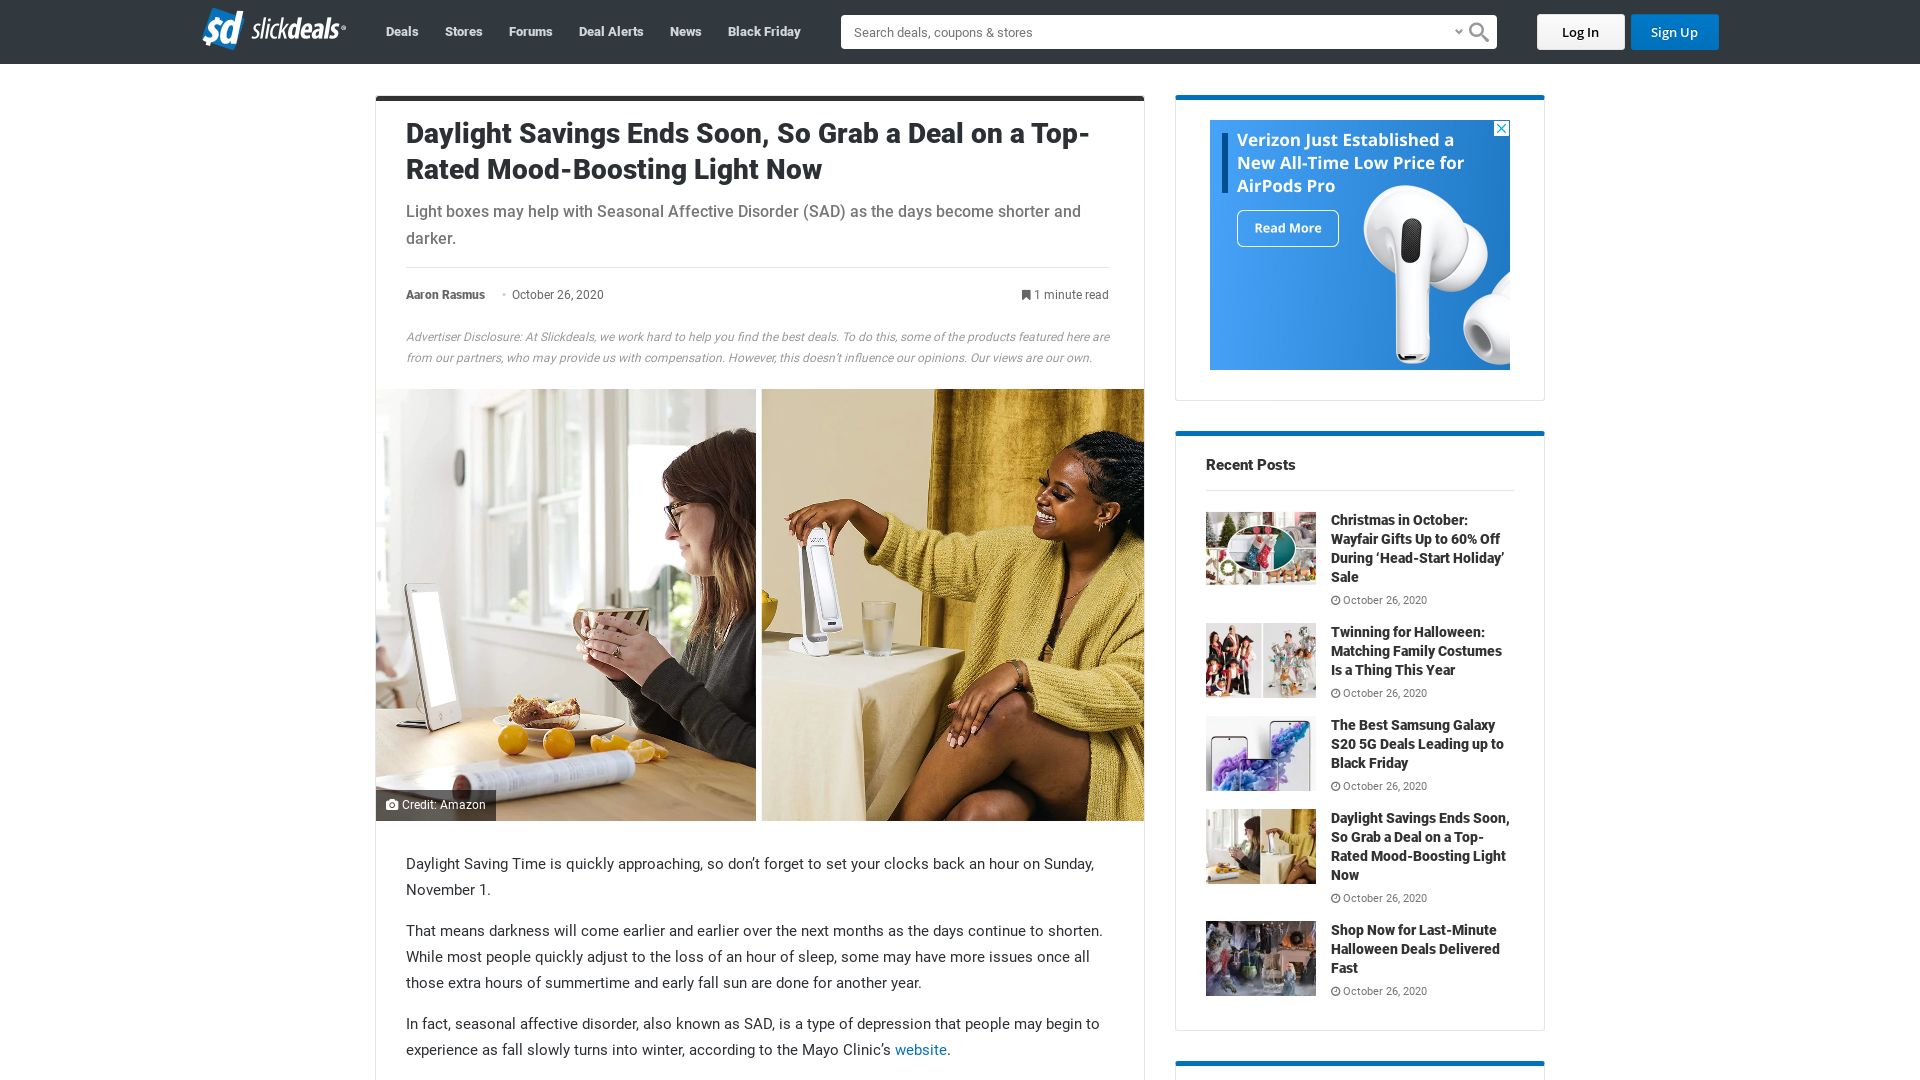 sd slickdeals
Deals
Stores
Forums
Deal Alerts
News
Black Friday
Search deals, coupons & stores
Log In
Sign Up
Daylight Savings Ends Soon, So Grab a Deal on a Top-
Rated Mood-Boosting Light Now
Light boxes may help with Seasonal Affective Disorder (SAD) as the days become shorter and
darker.
Aaron Rasmus • October 26, 2020
1 minute read
Advertiser Disclosure: At Slickdeals, we work hard to help you find the best deals. To do this, some of the products featured here are
from our partners, who may provide us with compensation. However, this doesn’t influence our opinions. Our views are our own.
Credit: Amazon
Daylight Saving Time is quickly approaching, so don’t forget to set your clocks back an hour on Sunday,
November 1.
That means darkness will come earlier and earlier over the next months as the days continue to shorten.
While most people quickly adjust to the loss of an hour of sleep, some may have more issues once all
those extra hours of summertime and early fall sun are done for another year.
In fact, seasonal affective disorder, also known as SAD, is a type of depression that people may begin to
experience as fall slowly turns into winter, according to the Mayo Clinic’s website.
Verizon Just Established a
New All-Time Low Price for
AirPods Pro
Read More
Recent Posts
Christmas in October:
Wayfair Gifts Up to 60% Off
During ‘Head-Start Holiday’
Sale
October 26, 2020
Twinning for Halloween:
Matching Family Costumes
Is a Thing This Year
October 26, 2020
The Best Samsung Galaxy
S20 5G Deals Leading up to
Black Friday
October 26, 2020
Daylight Savings Ends Soon,
So Grab a Deal on a Top-
Rated Mood-Boosting Light
Now
October 26, 2020
Shop Now for Last-Minute
Halloween Deals Delivered
Fast
October 26, 2020